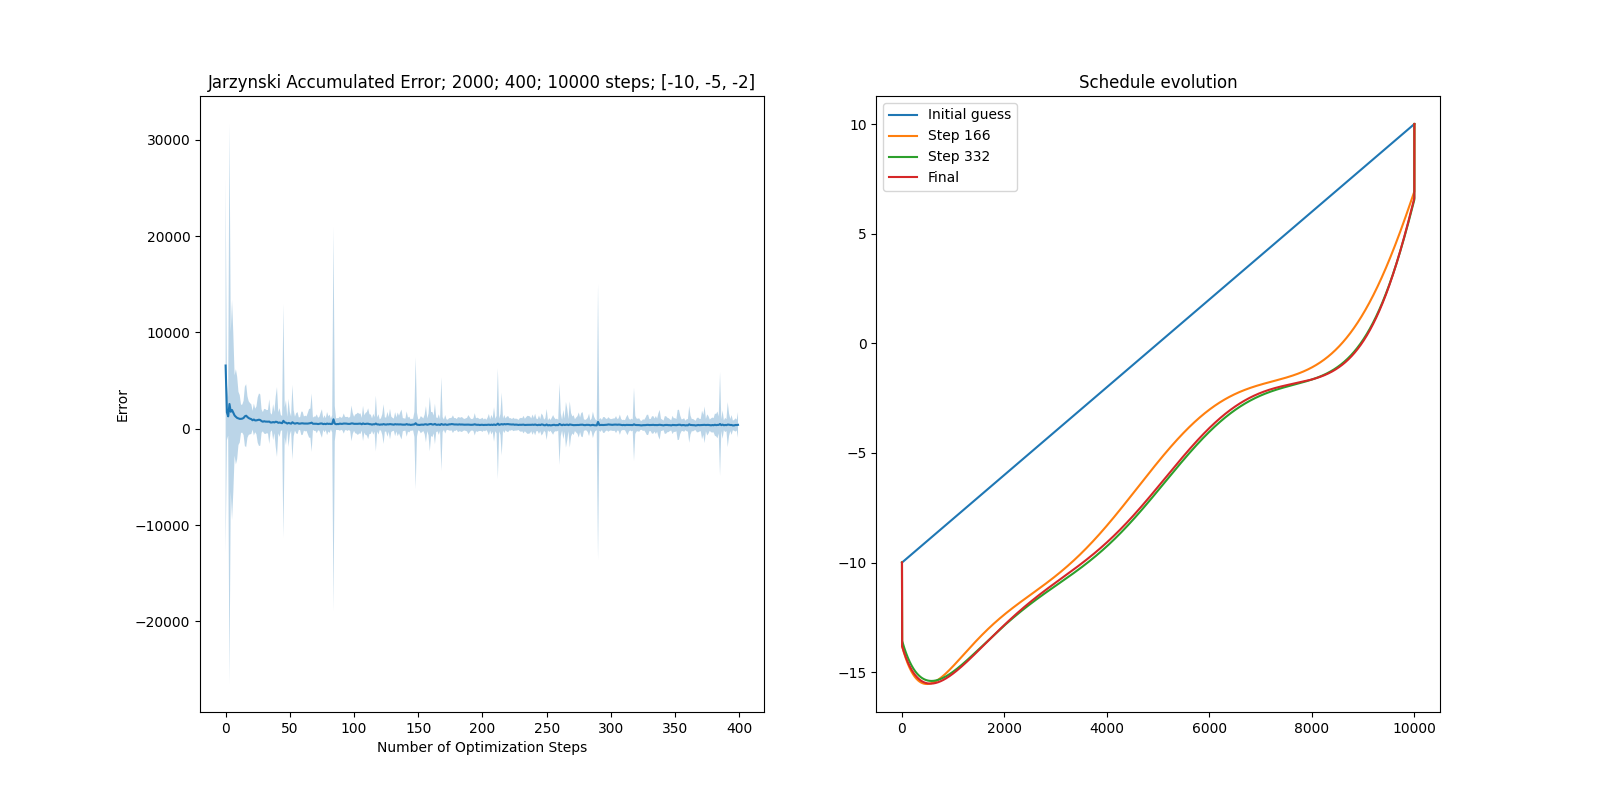 Jarzynski Accumulated Error; 2000; 400; 10000 steps; [-10, -5, -2]
30000
20000
10000
0
−10000
−20000
Error
0 50 100 150 200 250 300 350 400
Number of Optimization Steps
Schedule evolution
Initial guess
Step 166
Step 332
Final
10
5
0
−5
−10
−15
0 2000 4000 6000 8000 10000